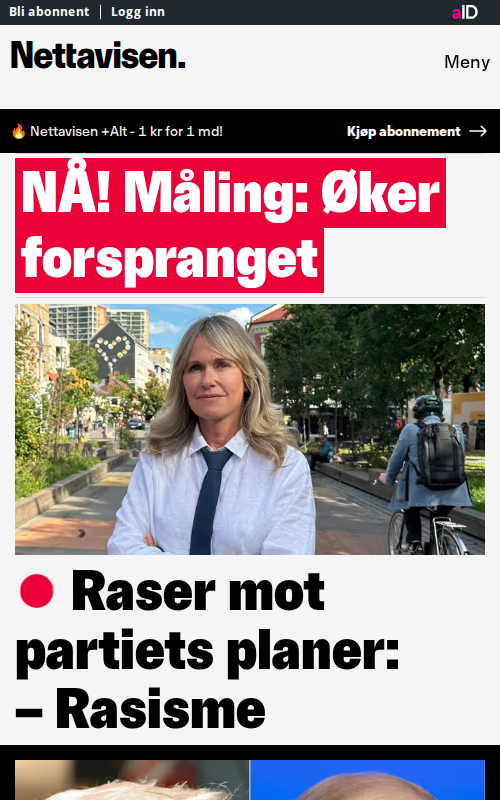 Bli abonnent | Logg inn
aID
Nettavisen.
Meny
🔥 Nettavisen +Alt - 1 kr for 1 md!
Kjøp abonnement →
NÅ! Måling: Øker
forspranget
Raser mot
partiets planer:
– Rasisme